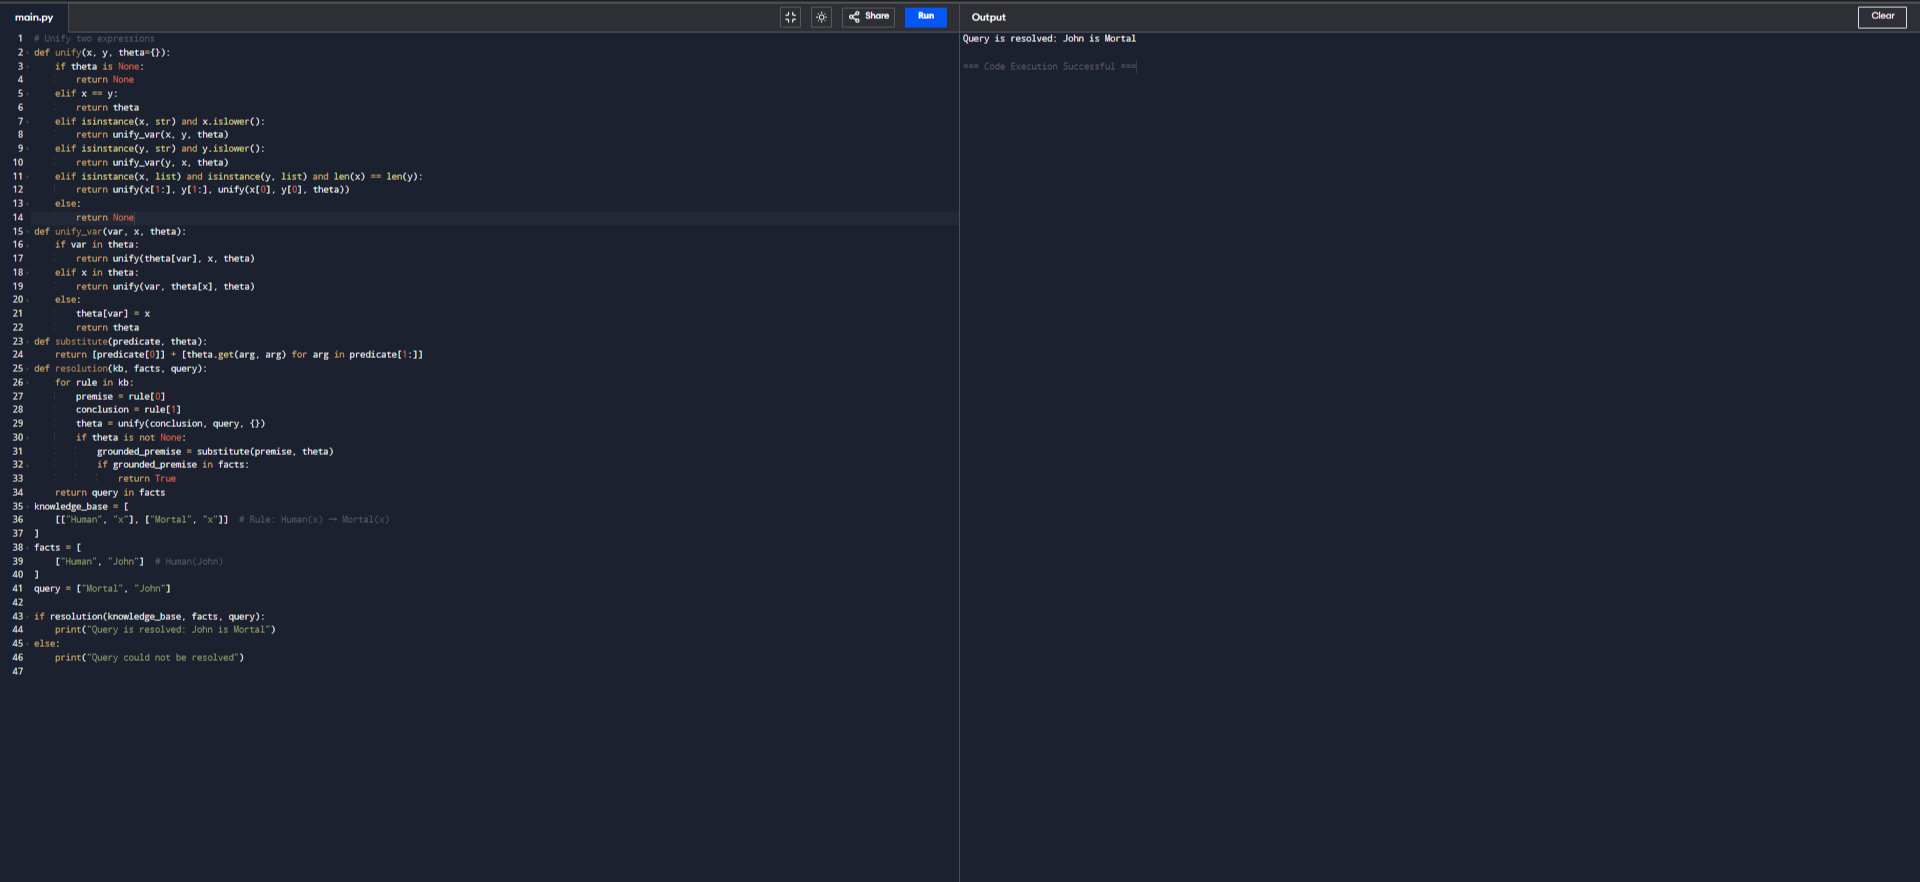 main.py
Share
Run
Output
Clear
1 # Unify two expressions
2 def unify(x, y, theta={}):
3     if theta is None:
4         return None
5     elif x == y:
6         return theta
7     elif isinstance(x, str) and x.islower():
8         return unify_var(x, y, theta)
9     elif isinstance(y, str) and y.islower():
10         return unify_var(y, x, theta)
11     elif isinstance(x, list) and isinstance(y, list) and len(x) == len(y):
12         return unify(x[1:], y[1:], unify(x[0], y[0], theta))
13     else:
14         return None
15 def unify_var(var, x, theta):
16     if var in theta:
17         return unify(theta[var], x, theta)
18     elif x in theta:
19         return unify(var, theta[x], theta)
20     else:
21         theta[var] = x
22         return theta
23 def substitute(predicate, theta):
24     return [predicate[0]] + [theta.get(arg, arg) for arg in predicate[1:]]
25 def resolution(kb, facts, query):
26     for rule in kb:
27         premise = rule[0]
28         conclusion = rule[1]
29         theta = unify(conclusion, query, {})
30         if theta is not None:
31             grounded_premise = substitute(premise, theta)
32             if grounded_premise in facts:
33                 return True
34     return query in facts
35 knowledge_base = [
36     [["Human", "x"], ["Mortal", "x"]]  # Rule: Human(x) → Mortal(x)
37 ]
38 facts = [
39     ["Human", "John"]  # Human(John)
40 ]
41 query = ["Mortal", "John"]
42
43 if resolution(knowledge_base, facts, query):
44     print("Query is resolved: John is Mortal")
45 else:
46     print("Query could not be resolved")
47
Query is resolved: John is Mortal
=== Code Execution Successful ===